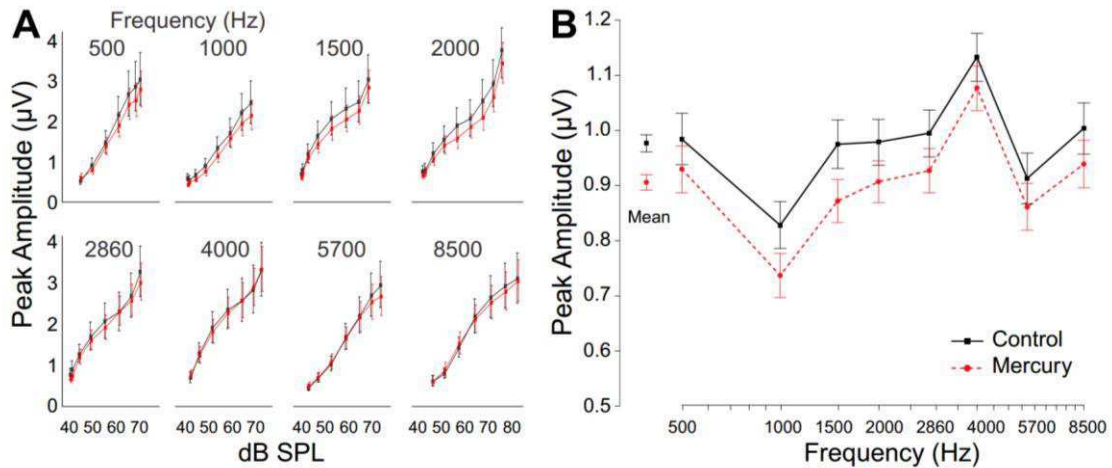 A
Frequency (Hz)
500 1000 1500 2000
Peak Amplitude (μV)
4
3
2
1
0
2860 4000 5700 8500
4
3
2
1
0
40 50 60 70 40 50 60 70 40 50 60 70 40 50 60 70 80
dB SPL
B
Peak Amplitude (μV)
1.2
1.1
1.0
0.9
0.8
0.7
0.6
0.5
Mean
Control
Mercury
500 1000 1500 2000 2860 4000 5700 8500
Frequency (Hz)